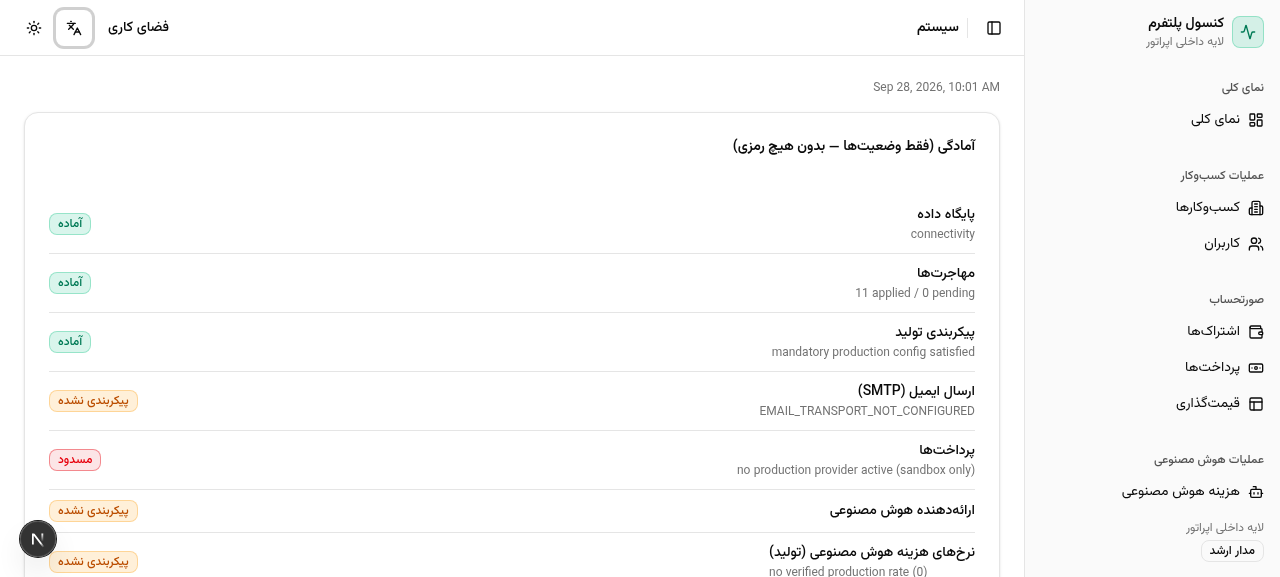 کنسول پلتفرم
لایه داخلی اپراتور
نمای کلی
نمای کلی
عملیات کسب‌وکار
کسب‌وکارها
کاربران
صورتحساب
اشتراک‌ها
پرداخت‌ها
قیمت‌گذاری
عملیات هوش مصنوعی
هزینه هوش مصنوعی
لایه داخلی اپراتور
مدار ارشد
سیستم
فضای کاری
Sep 28, 2026, 10:01 AM
آمادگی (فقط وضعیت‌ها – بدون هیچ رمزی)
پایگاه داده
connectivity
آماده
مهاجرت‌ها
11 applied / 0 pending
آماده
پیکربندی تولید
mandatory production config satisfied
آماده
ارسال ایمیل (SMTP)
EMAIL_TRANSPORT_NOT_CONFIGURED
پیکربندی نشده
پرداخت‌ها
no production provider active (sandbox only)
مسدود
ارائه‌دهنده هوش مصنوعی
پیکربندی نشده
نرخ‌های هزینه هوش مصنوعی (تولید)
no verified production rate (0)
پیکربندی نشده
N